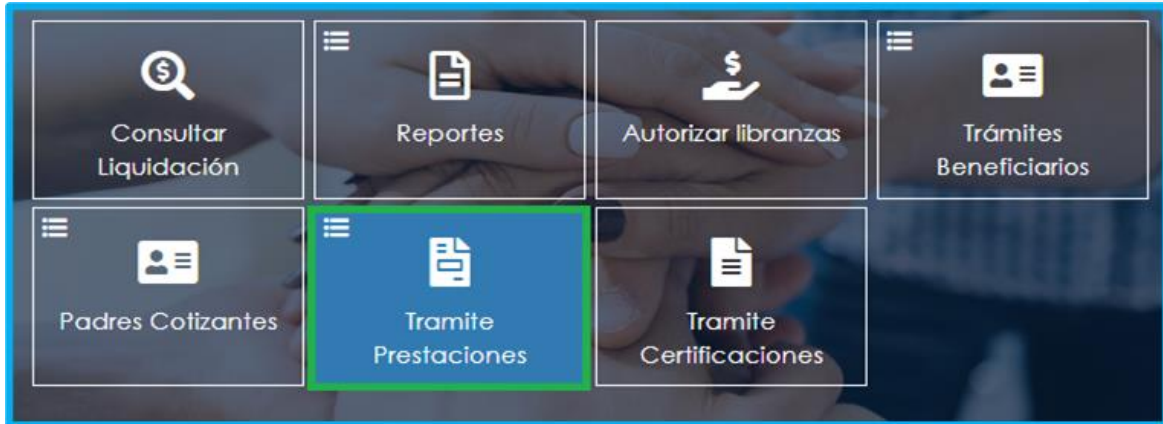 Consultar
Liquidación
Reportes
Autorizar libranzas
Trámites
Beneficiarios
Padres Cotizantes
Tramite
Prestaciones
Tramite
Certificaciones